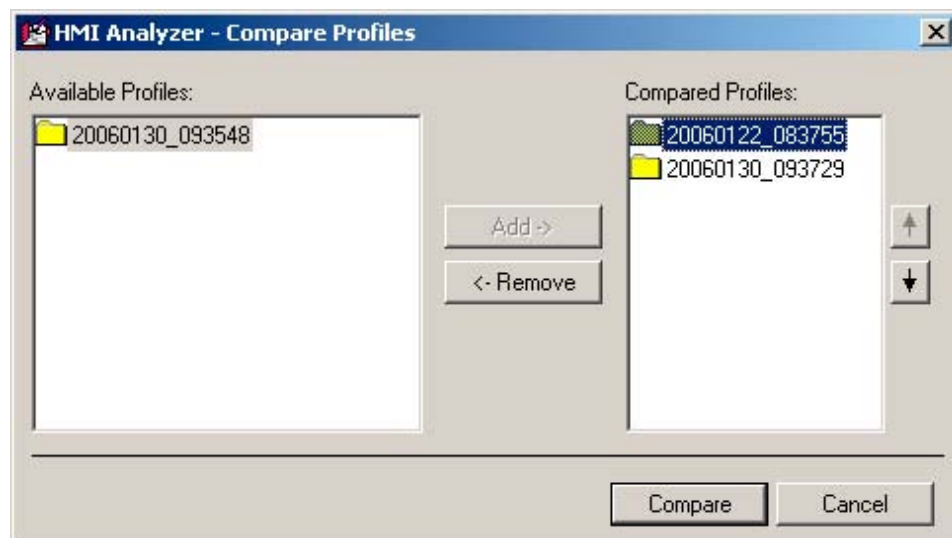 HMI Analyzer - Compare Profiles
Available Profiles:
20060130_093548
Add ->
<- Remove
Compared Profiles:
20060122_083755
20060130_093729
Compare
Cancel